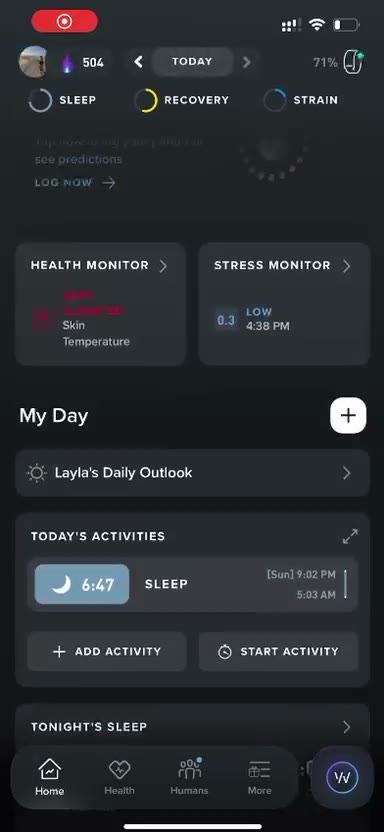 504
TODAY
71%
SLEEP
RECOVERY
STRAIN
see predictions
LOG NOW
HEALTH MONITOR
STRESS MONITOR
Skin
Temperature
0.3
LOW
4:38 PM
My Day
Layla's Daily Outlook
TODAY'S ACTIVITIES
6:47
SLEEP
[Sun] 9:02 PM
5:03 AM
ADD ACTIVITY
START ACTIVITY
TONIGHT'S SLEEP
Home
Health
Humans
More
W